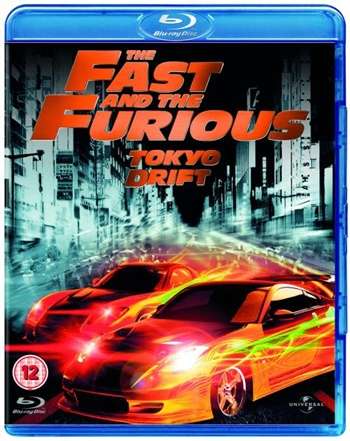 Blu-ray Disc
THE
FAST
AND THE
FURIOUS
TOKYO
DRIFT
12
Blu-ray Disc
UNIVERSAL